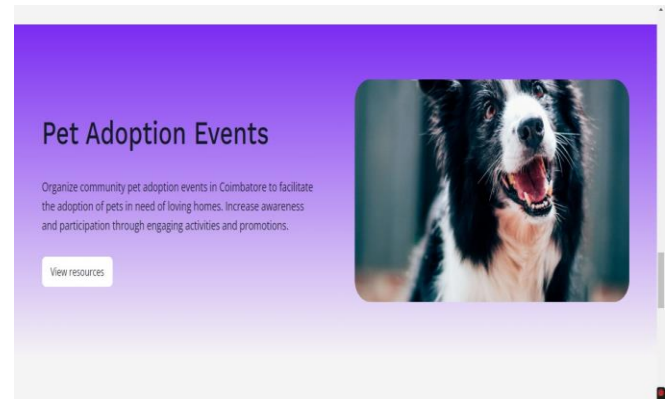 Pet Adoption Events
Organize community pet adoption events in Coimbatore to facilitate
the adoption of pets in need of loving homes. Increase awareness
and participation through engaging activities and promotions.
View resources